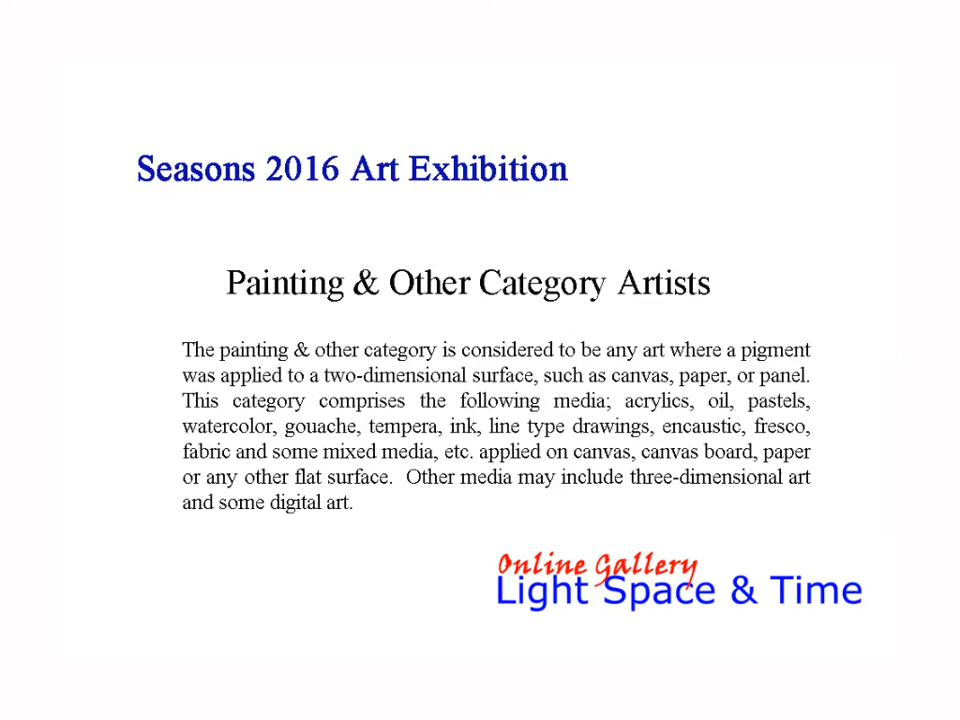 Seasons 2016 Art Exhibition
Painting & Other Category Artists
The painting & other category is considered to be any art where a pigment
was applied to a two-dimensional surface, such as canvas, paper, or panel.
This category comprises the following media; acrylics, oil, pastels,
watercolor, gouache, tempera, ink, line type drawings, encaustic, fresco,
fabric and some mixed media, etc. applied on canvas, canvas board, paper
or any other flat surface.  Other media may include three-dimensional art
and some digital art.
Online Gallery
Light Space & Time